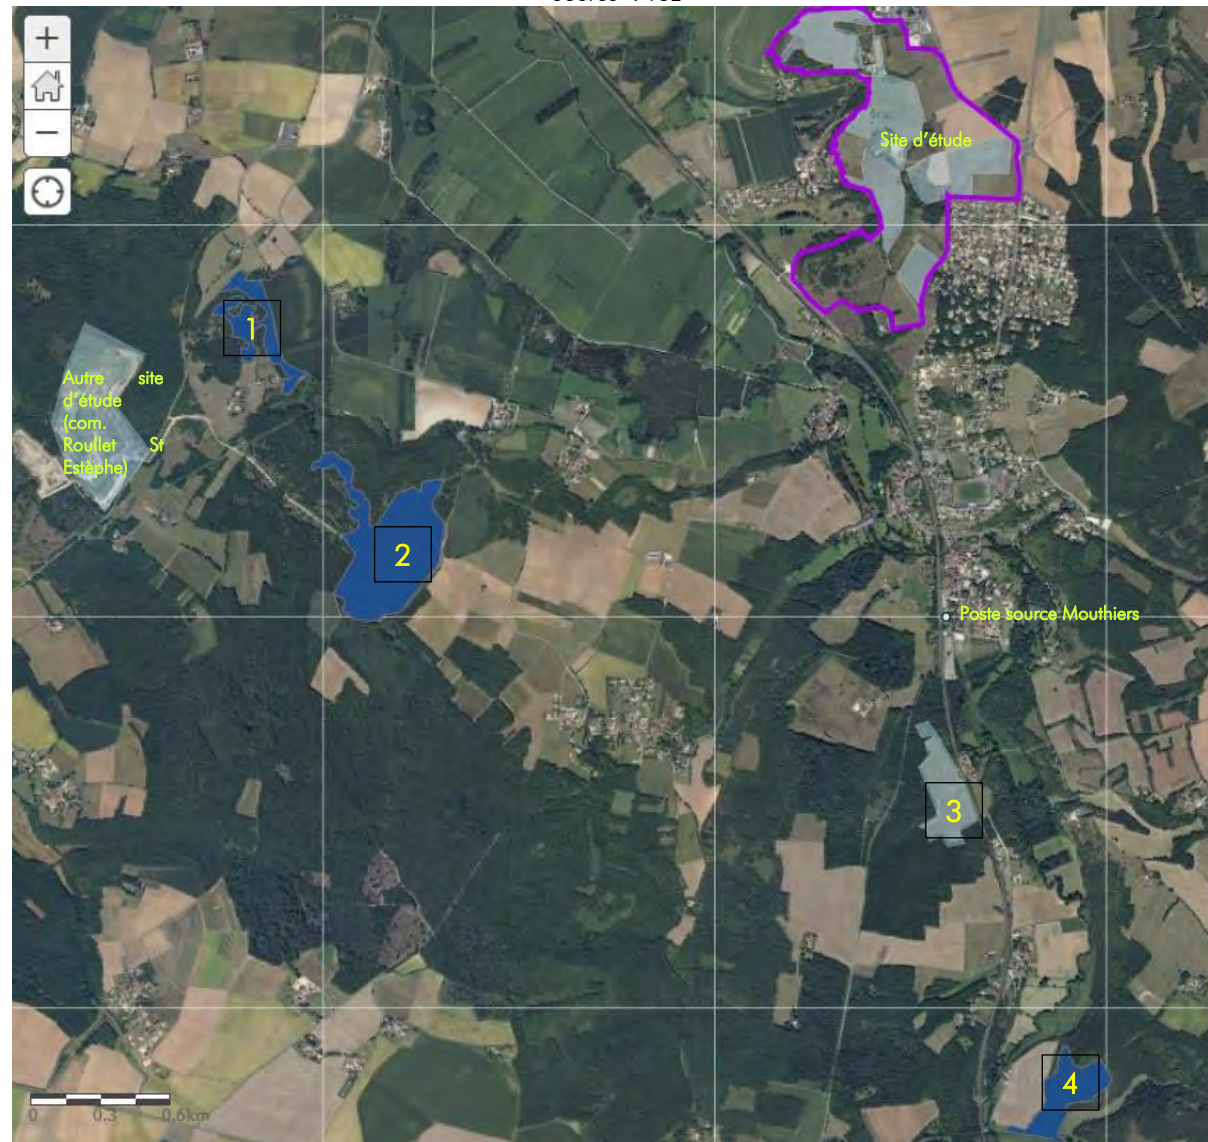 Site d'étude
1
Autre site
d'étude
(com.
Roullet St
Estèphe)
2
Poste source Mouthiers
3
4
0 0.3 0.6km